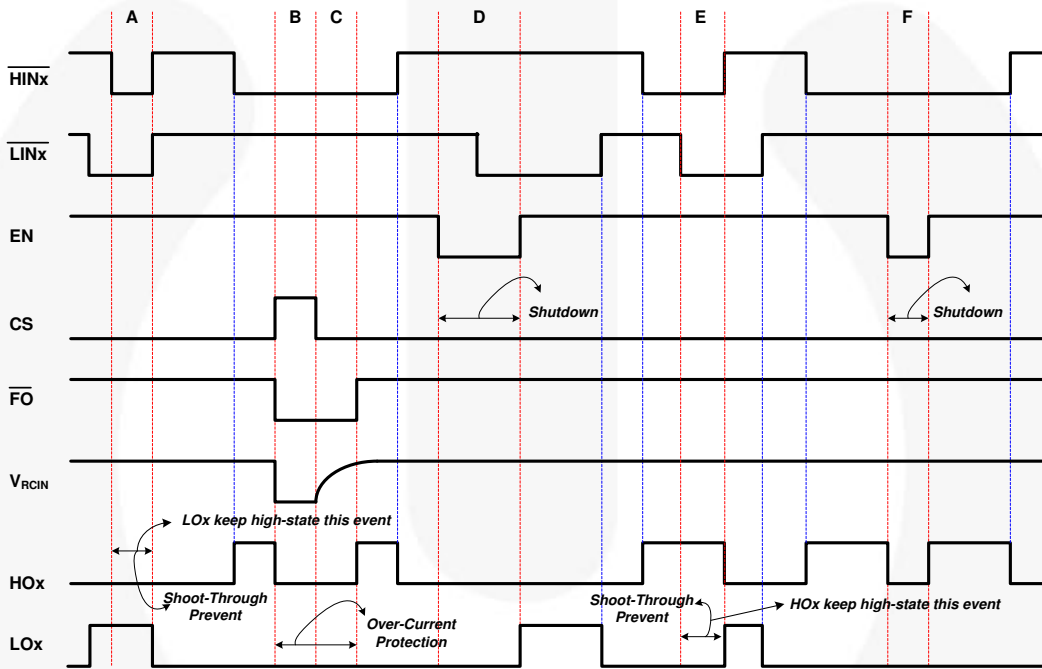 A B C D E F
HINx
LINx
EN
Shutdown
Shutdown
CS
FO
VRCIN
LOx keep high-state this event
HOx
Shoot-Through
Prevent
Shoot-Through
Prevent
HOx keep high-state this event
Over-Current
Protection
LOx